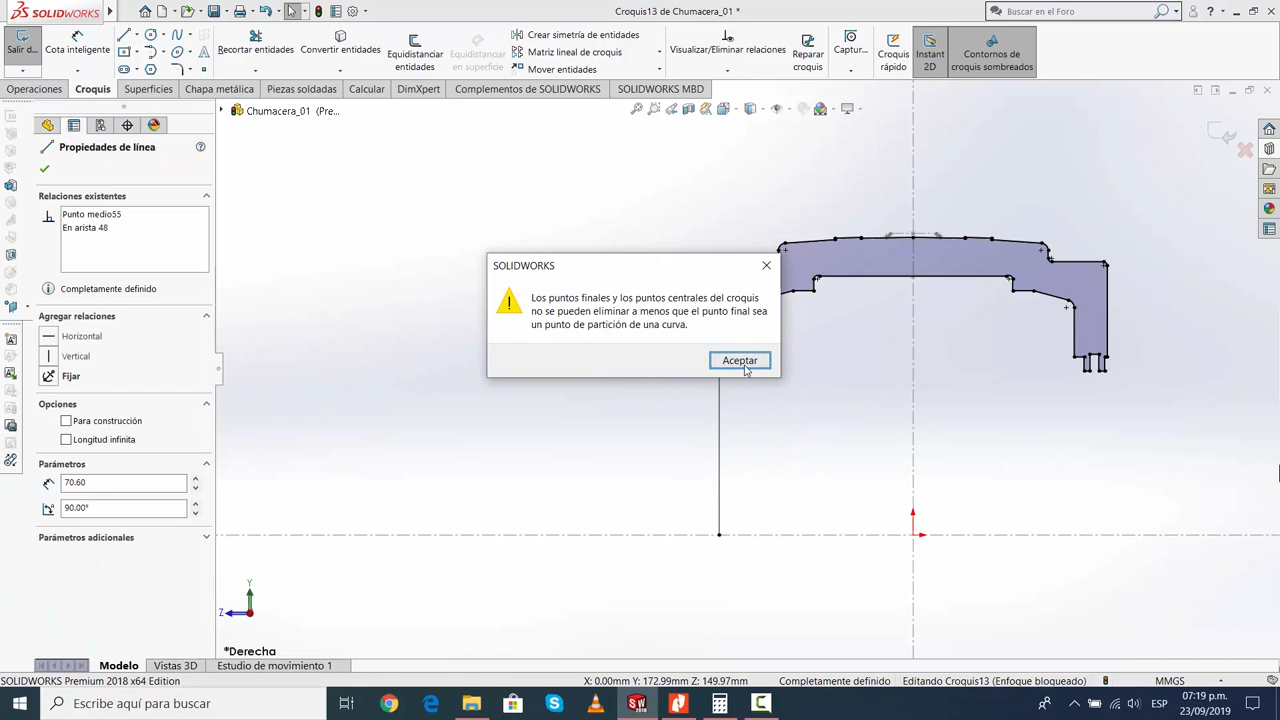 SOLIDWORKS
Croquis13 de Chumacera_01 *
Buscar en el Foro
Salir d...
Cota inteligente
Recortar entidades
Convertir entidades
Equidistanciar entidades
Equidistanciar en superficie
Crear simetría de entidades
Matriz lineal de croquis
Mover entidades
Visualizar/Eliminar relaciones
Reparar croquis
Captur...
Croquis rápido
Instant 2D
Contornos de croquis sombreados
Operaciones
Croquis
Superficies
Chapa metálica
Piezas soldadas
Calcular
DimXpert
Complementos de SOLIDWORKS
SOLIDWORKS MBD
Chumacera_01 (Pre...
Propiedades de línea
Relaciones existentes
Punto medio55
En arista 48
Completamente definido
Agregar relaciones
Horizontal
Vertical
Fijar
Opciones
Para construcción
Longitud infinita
Parámetros
70.60
90.00°
Parámetros adicionales
SOLIDWORKS
Los puntos finales y los puntos centrales del croquis
no se pueden eliminar a menos que el punto final sea
un punto de partición de una curva.
Aceptar
Y
Z
*Derecha
Modelo
Vistas 3D
Estudio de movimiento 1
SOLIDWORKS Premium 2018 x64 Edition
X: 0.00mm Y: 172.99mm Z: 149.97mm
Completamente definido
Editando Croquis13 (Enfoque bloqueado)
MMGS
Escribe aquí para buscar
ESP
07:19 p.m.
23/09/2019